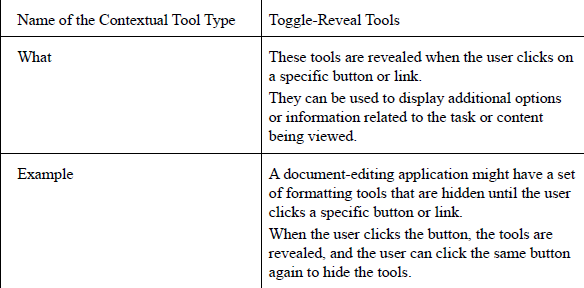 Name of the Contextual Tool Type
Toggle-Reveal Tools
What
These tools are revealed when the user clicks on
a specific button or link.
They can be used to display additional options
or information related to the task or content
being viewed.
Example
A document-editing application might have a set
of formatting tools that are hidden until the user
clicks a specific button or link.
When the user clicks the button, the tools are
revealed, and the user can click the same button
again to hide the tools.